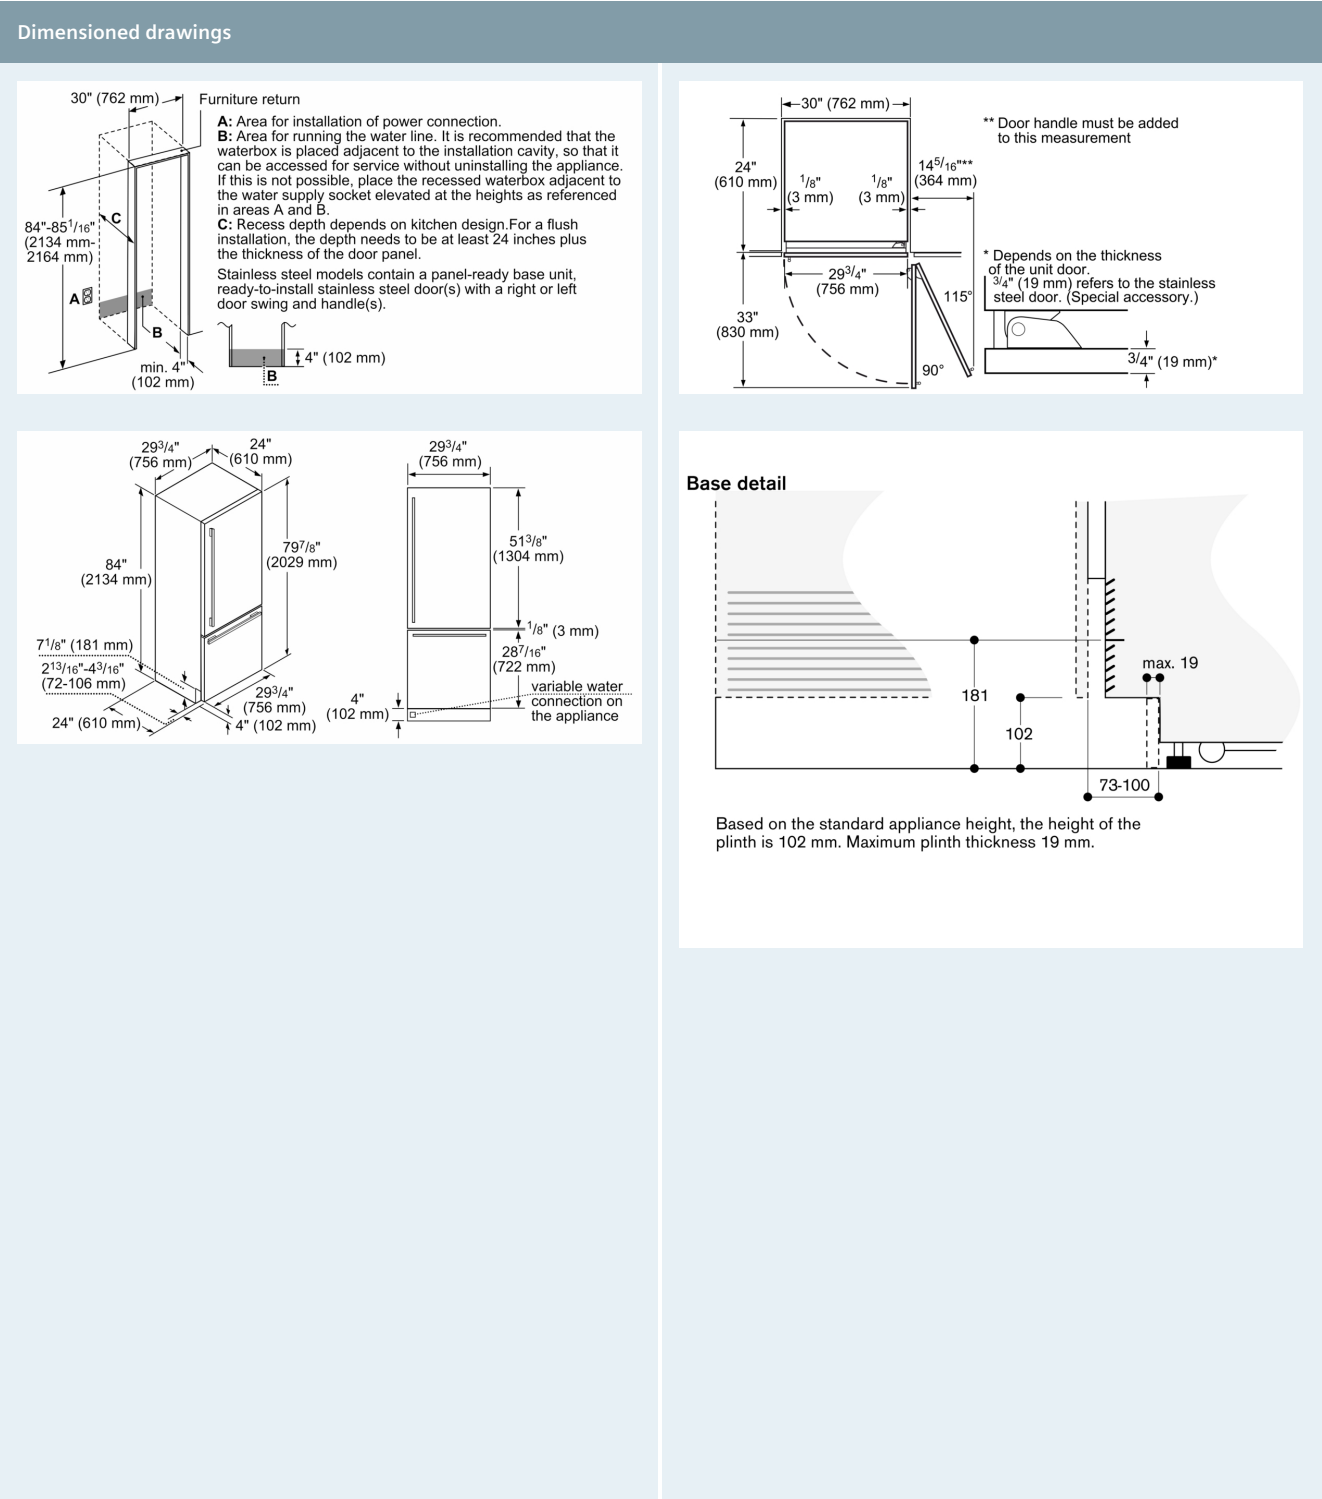 Dimensioned drawings
30" (762 mm)
Furniture return
A: Area for installation of power connection.
B: Area for running the water line. It is recommended that the
waterbox is placed adjacent to the installation cavity, so that it
can be accessed for service without uninstalling the appliance.
If this is not possible, place the recessed waterbox adjacent to
the water supply socket elevated at the heights as referenced
in areas A and B.
C: Recess depth depends on kitchen design.For a flush
installation, the depth needs to be at least 24 inches plus
the thickness of the door panel.
Stainless steel models contain a panel-ready base unit,
ready-to-install stainless steel door(s) with a right or left
door swing and handle(s).
84"-85 1/16"
(2134 mm-
2164 mm)
C
A
B
min. 4"
(102 mm)
4" (102 mm)
B
30" (762 mm)
** Door handle must be added
to this measurement
24"
(610 mm)
1/8"
(3 mm)
1/8"
(3 mm)
14 5/16"**
(364 mm)
29 3/4"
(756 mm)
33"
(830 mm)
115°
90°
* Depends on the thickness
of the unit door.
3/4" (19 mm) refers to the stainless
steel door. (Special accessory.)
3/4" (19 mm)*
29 3/4"
(756 mm)
24"
(610 mm)
84"
(2134 mm)
79 7/8"
(2029 mm)
7 1/8" (181 mm)
2 13/16"-4 3/16"
(72-106 mm)
24" (610 mm)
29 3/4"
(756 mm)
4" (102 mm)
29 3/4"
(756 mm)
51 3/8"
(1304 mm)
1/8" (3 mm)
28 7/16"
(722 mm)
4"
(102 mm)
variable water
connection on
the appliance
Base detail
max. 19
181
102
73-100
Based on the standard appliance height, the height of the
plinth is 102 mm. Maximum plinth thickness 19 mm.